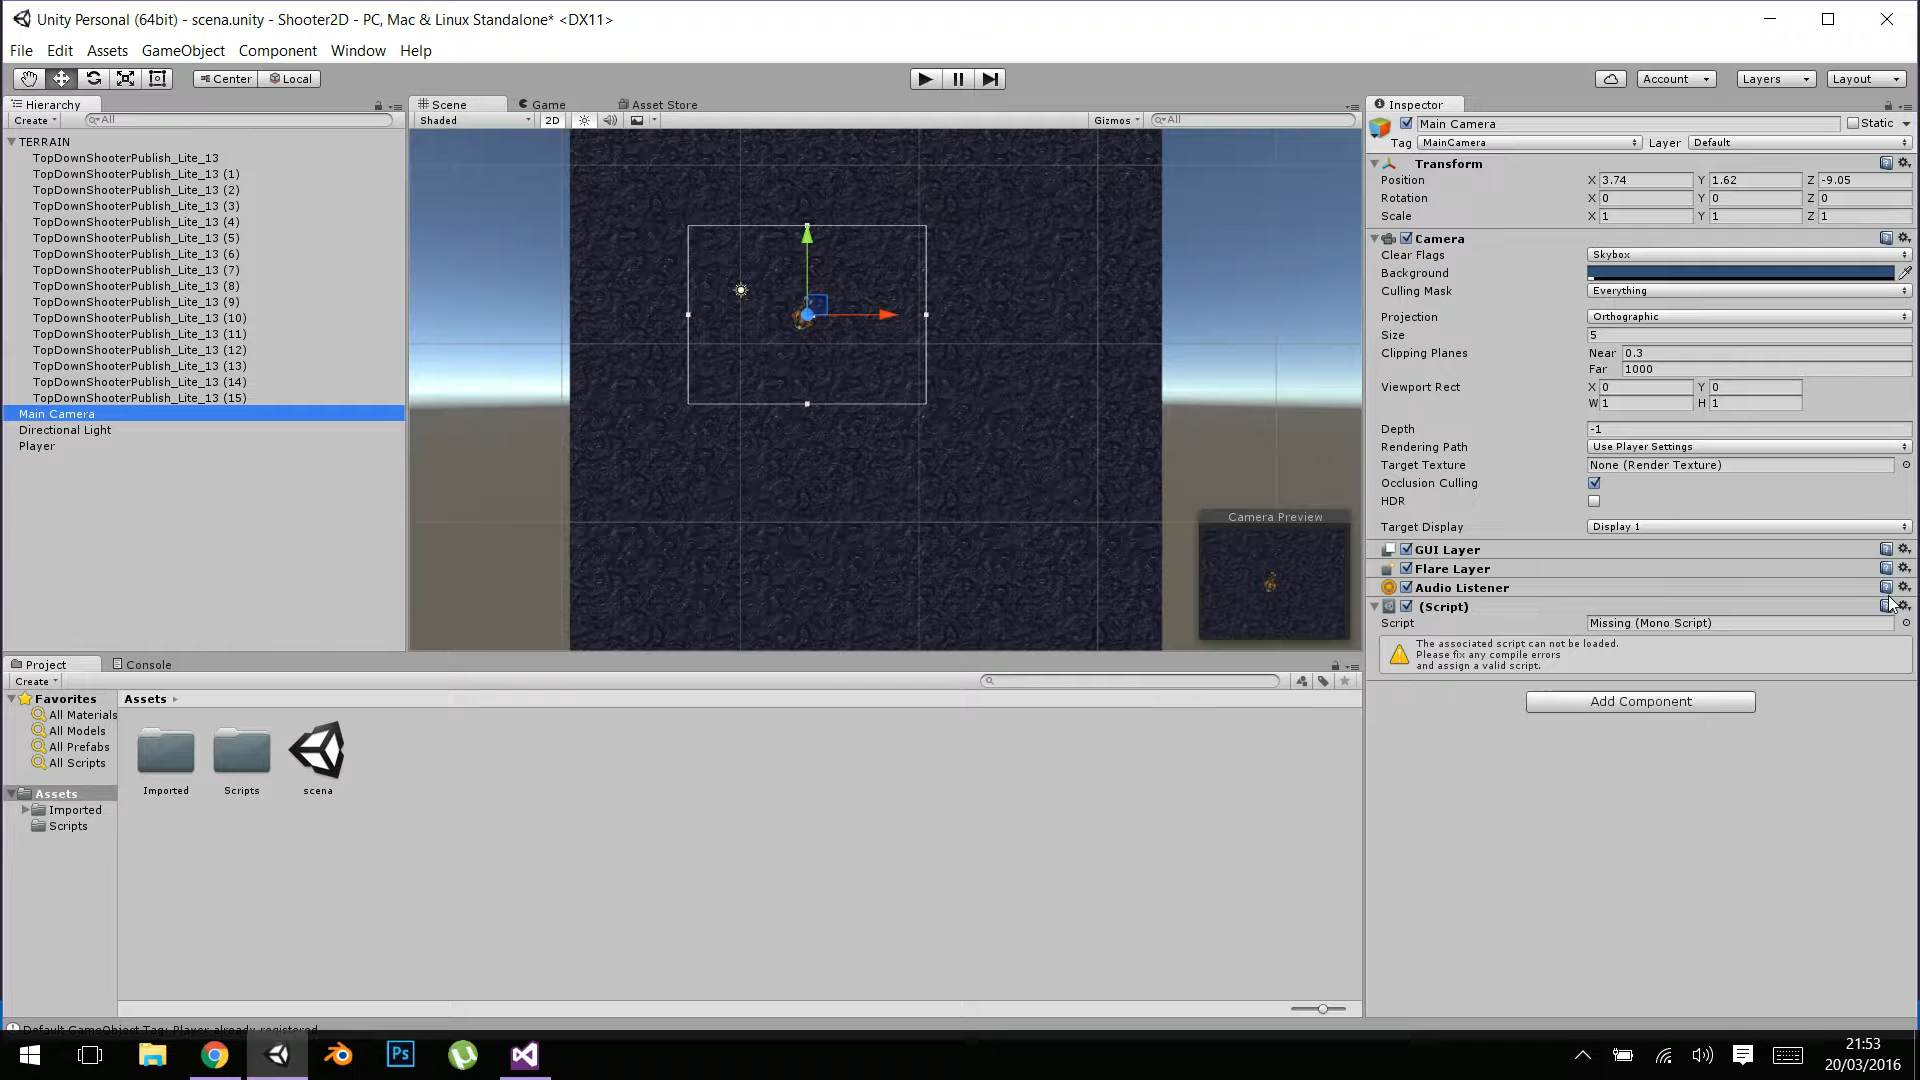 Unity Personal (64bit) - scena.unity - Shooter2D - PC, Mac & Linux Standalone* <DX11>
File Edit Assets GameObject Component Window Help
Center Local Account Layers Layout
Hierarchy
Create All
TERRAIN
TopDownShooterPublish_Lite_13
TopDownShooterPublish_Lite_13 (1)
TopDownShooterPublish_Lite_13 (2)
TopDownShooterPublish_Lite_13 (3)
TopDownShooterPublish_Lite_13 (4)
TopDownShooterPublish_Lite_13 (5)
TopDownShooterPublish_Lite_13 (6)
TopDownShooterPublish_Lite_13 (7)
TopDownShooterPublish_Lite_13 (8)
TopDownShooterPublish_Lite_13 (9)
TopDownShooterPublish_Lite_13 (10)
TopDownShooterPublish_Lite_13 (11)
TopDownShooterPublish_Lite_13 (12)
TopDownShooterPublish_Lite_13 (13)
TopDownShooterPublish_Lite_13 (14)
TopDownShooterPublish_Lite_13 (15)
Main Camera
Directional Light
Player
Scene Game Asset Store
Shaded 2D Gizmos All
Camera Preview
Inspector
Main Camera Static
Tag MainCamera Layer Default
Transform
Position X 3.74 Y 1.62 Z -9.05
Rotation X 0 Y 0 Z 0
Scale X 1 Y 1 Z 1
Camera
Clear Flags Skybox
Background
Culling Mask Everything
Projection Orthographic
Size 5
Clipping Planes Near 0.3
Far 1000
Viewport Rect X 0 Y 0
W 1 H 1
Depth -1
Rendering Path Use Player Settings
Target Texture None (Render Texture)
Occlusion Culling
HDR
Target Display Display 1
GUI Layer
Flare Layer
Audio Listener
(Script)
Script Missing (Mono Script)
The associated script can not be loaded.
Please fix any compile errors
and assign a valid script.
Add Component
Project Console
Create
Favorites
All Materials
All Models
All Prefabs
All Scripts
Assets
Imported
Scripts
Assets
Imported Scripts scena
Default GameObject Tag: Player already registered
Ps
21:53
20/03/2016